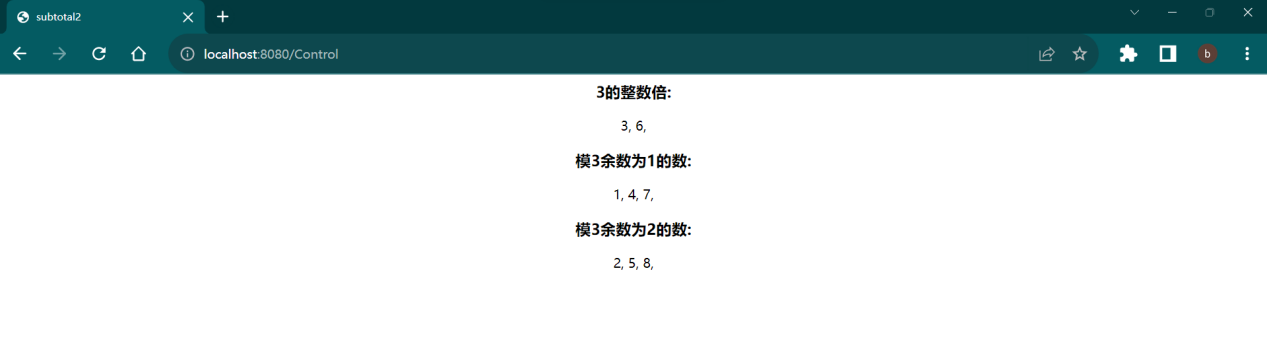 subtotal2
localhost:8080/Control
b
3的整数倍:
3, 6,
模3余数为1的数:
1, 4, 7,
模3余数为2的数:
2, 5, 8,